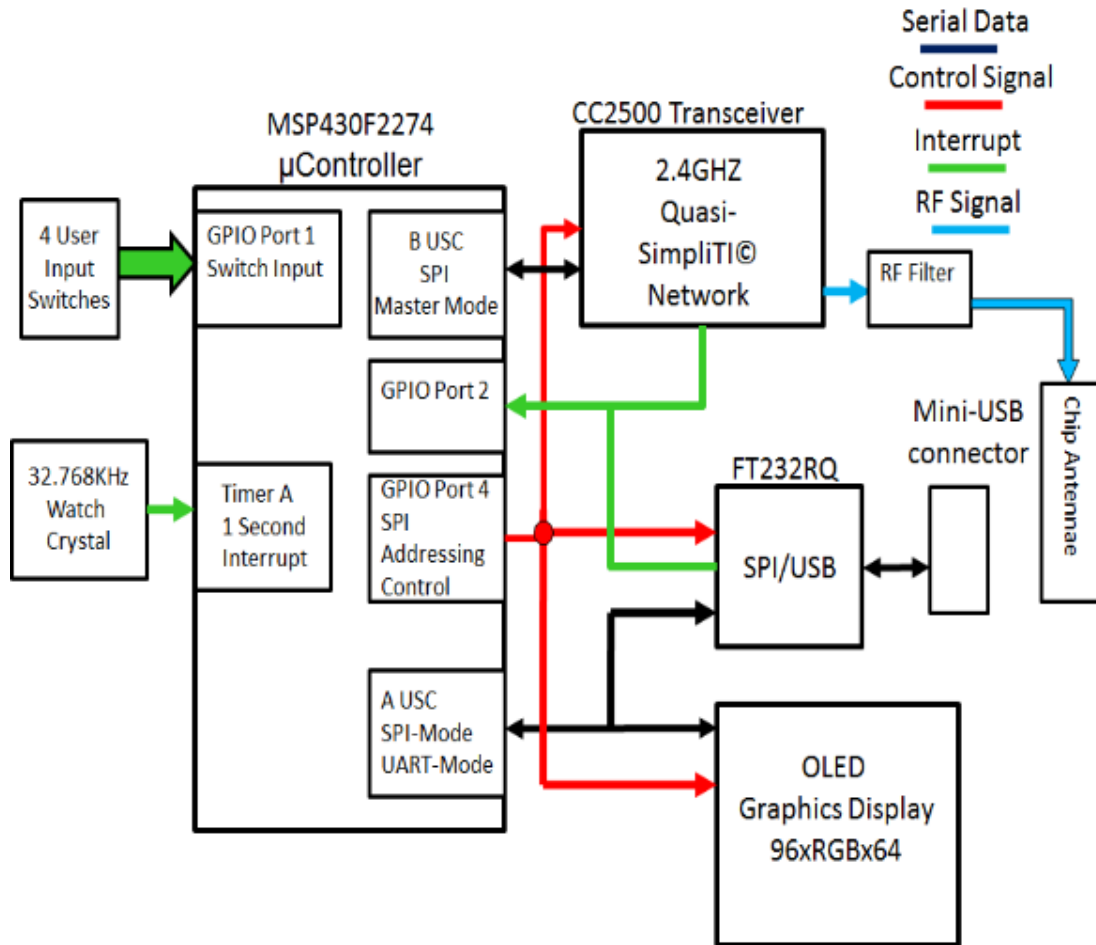 Serial Data
Control Signal
Interrupt
RF Signal
MSP430F2274
µController
CC2500 Transceiver
4 User
Input
Switches
GPIO Port 1
Switch Input
B USC
SPI
Master Mode
2.4GHZ
Quasi-
SimpliTI©
Network
RF Filter
GPIO Port 2
Mini-USB
connector
Chip Antennae
32.768KHz
Watch
Crystal
Timer A
1 Second
Interrupt
GPIO Port 4
SPI
Addressing
Control
FT232RQ
SPI/USB
A USC
SPI-Mode
UART-Mode
OLED
Graphics Display
96xRGBx64